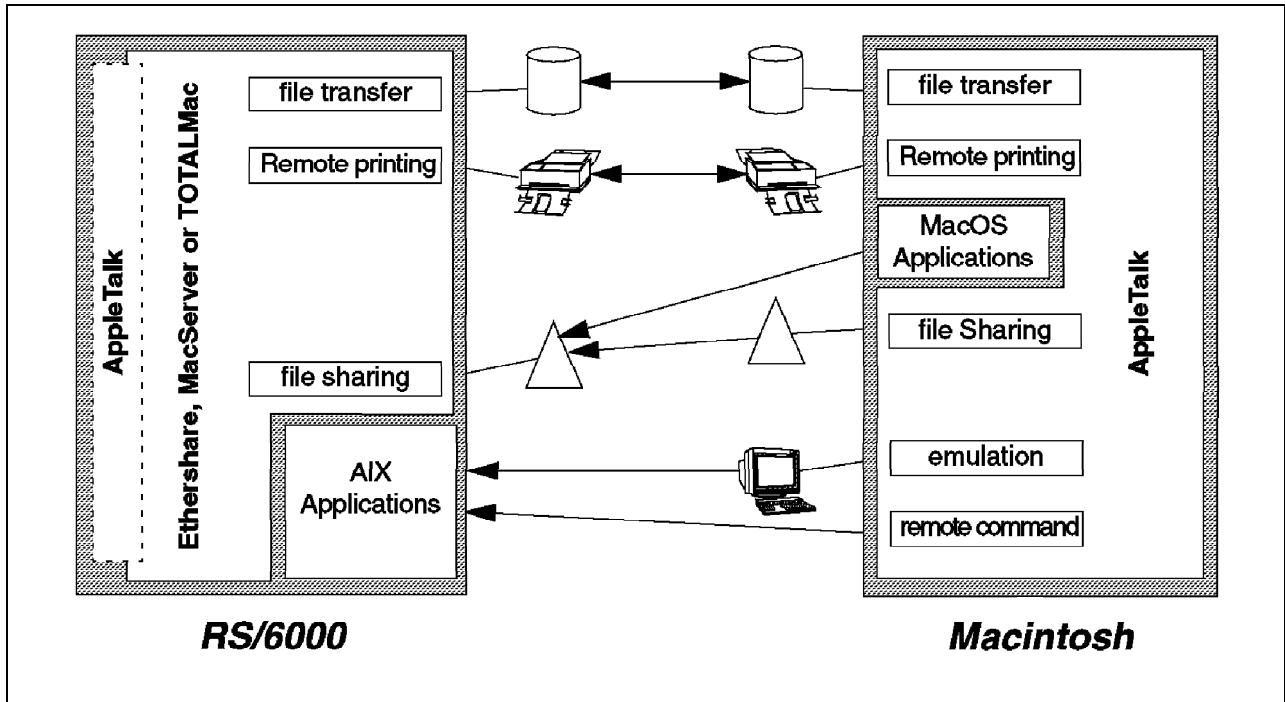 AppleTalk
Ethershare, MacServer or TOTALMac
file transfer
Remote printing
file sharing
AIX
Applications
RS/6000
file transfer
Remote printing
MacOS
Applications
file Sharing
emulation
remote command
AppleTalk
Macintosh